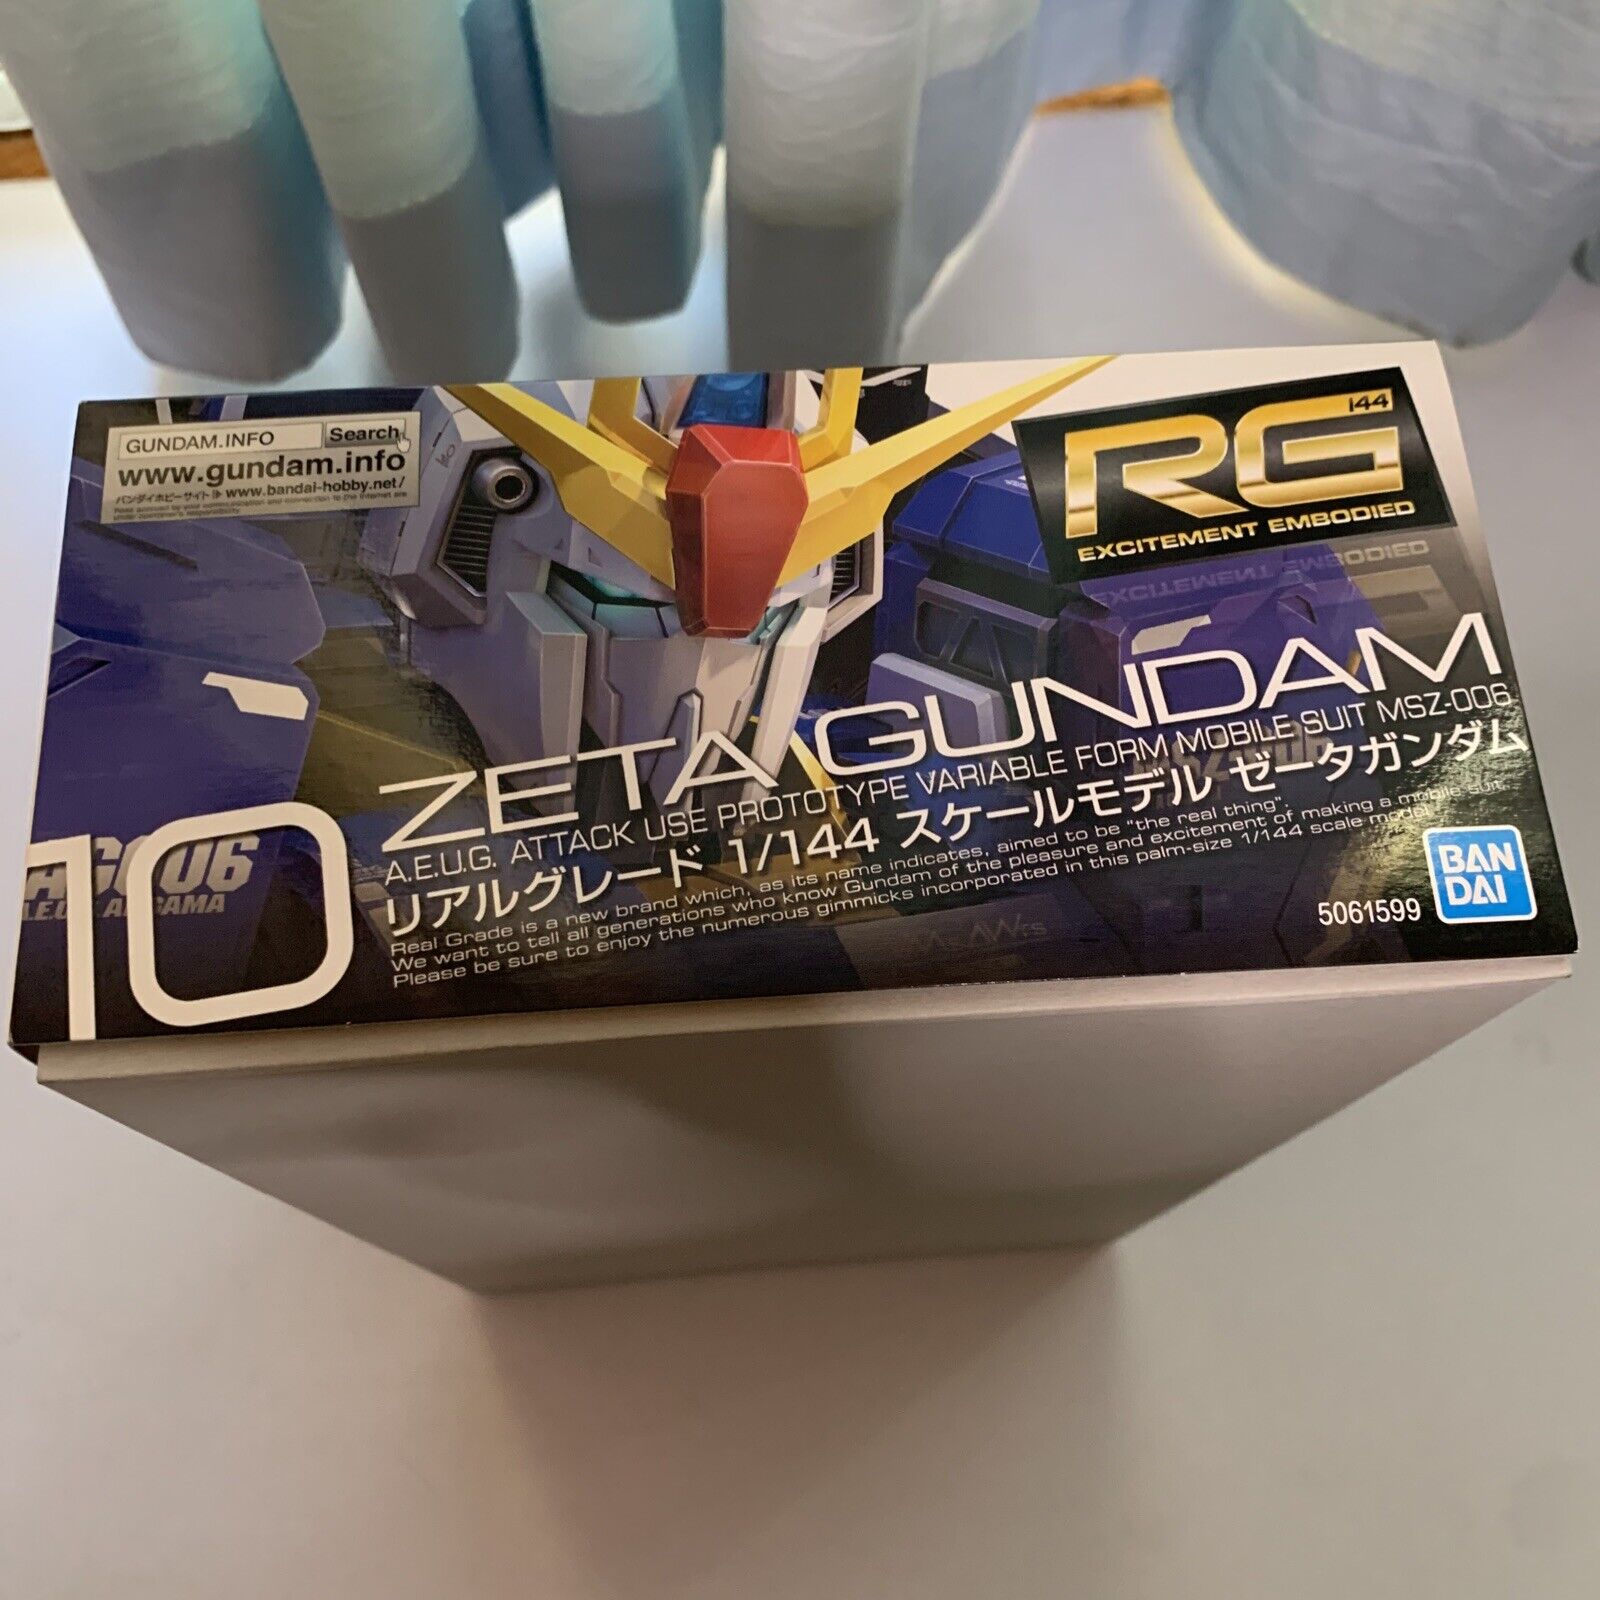 GUNDAM.INFO Search
www.gundam.info
バンダイホビーサイト www.bandai-hobby.net/
RG 144
EXCITEMENT EMBODIED
EXCITEMENT EMBODIED
10
ZETA GUNDAM
A.E.U.G. ATTACK USE PROTOTYPE VARIABLE FORM MOBILE SUIT MSZ-006
リアルグレード 1/144 スケールモデル ゼータガンダム
Real Grade is a new brand which, as its name indicates, aimed to be "the real thing".
We want to tell all generations who know Gundam of the pleasure and excitement of making a mobile suit.
Please be sure to enjoy the numerous gimmicks incorporated in this palm-size 1/144 scale model
5061599
BAN
DAI